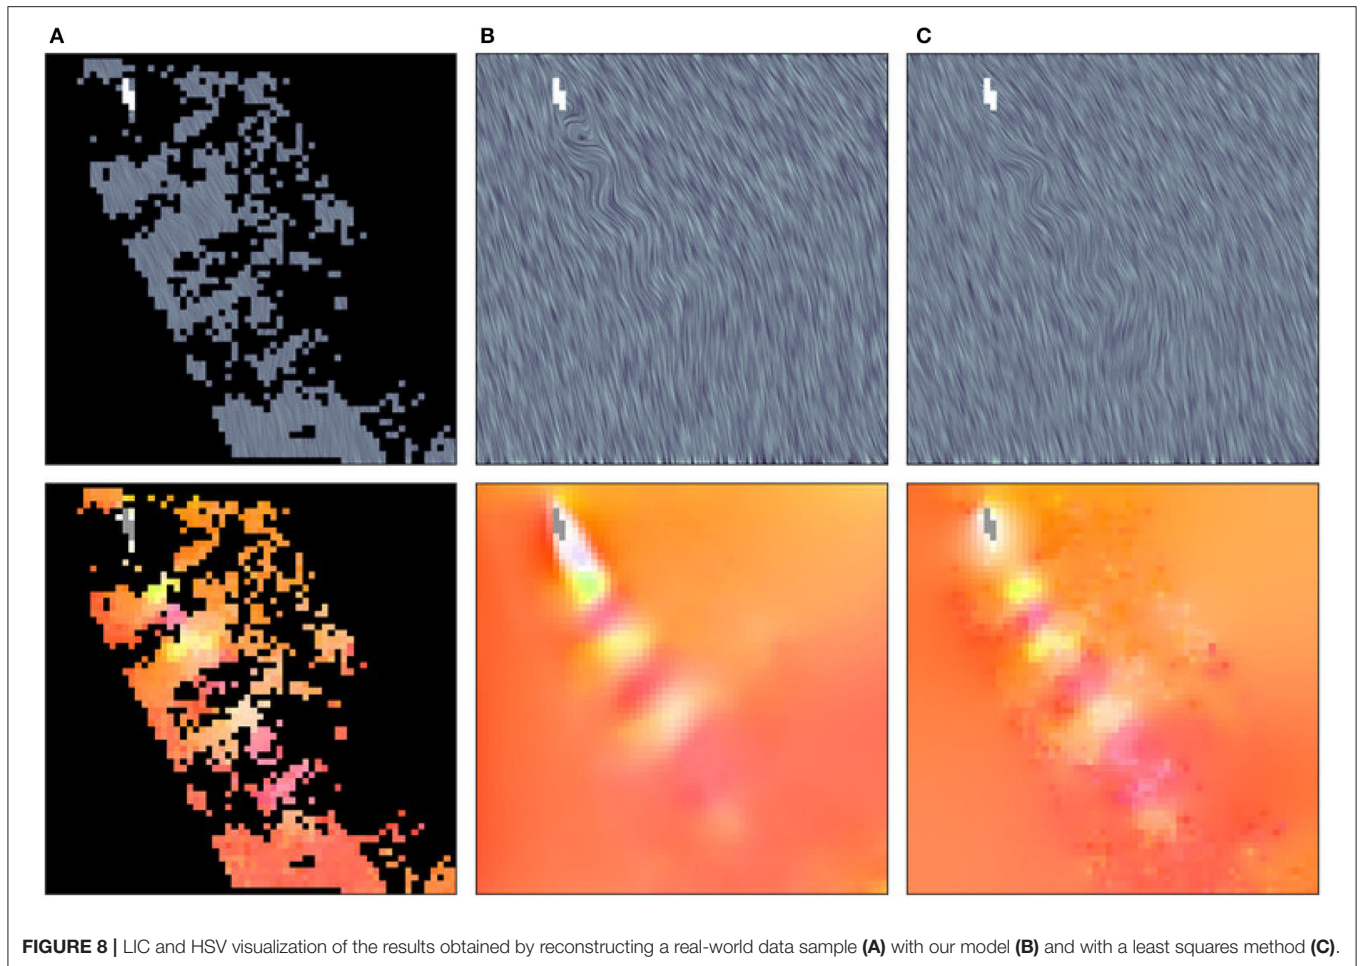 A
B
C
FIGURE 8 | LIC and HSV visualization of the results obtained by reconstructing a real-world data sample (A) with our model (B) and with a least squares method (C).